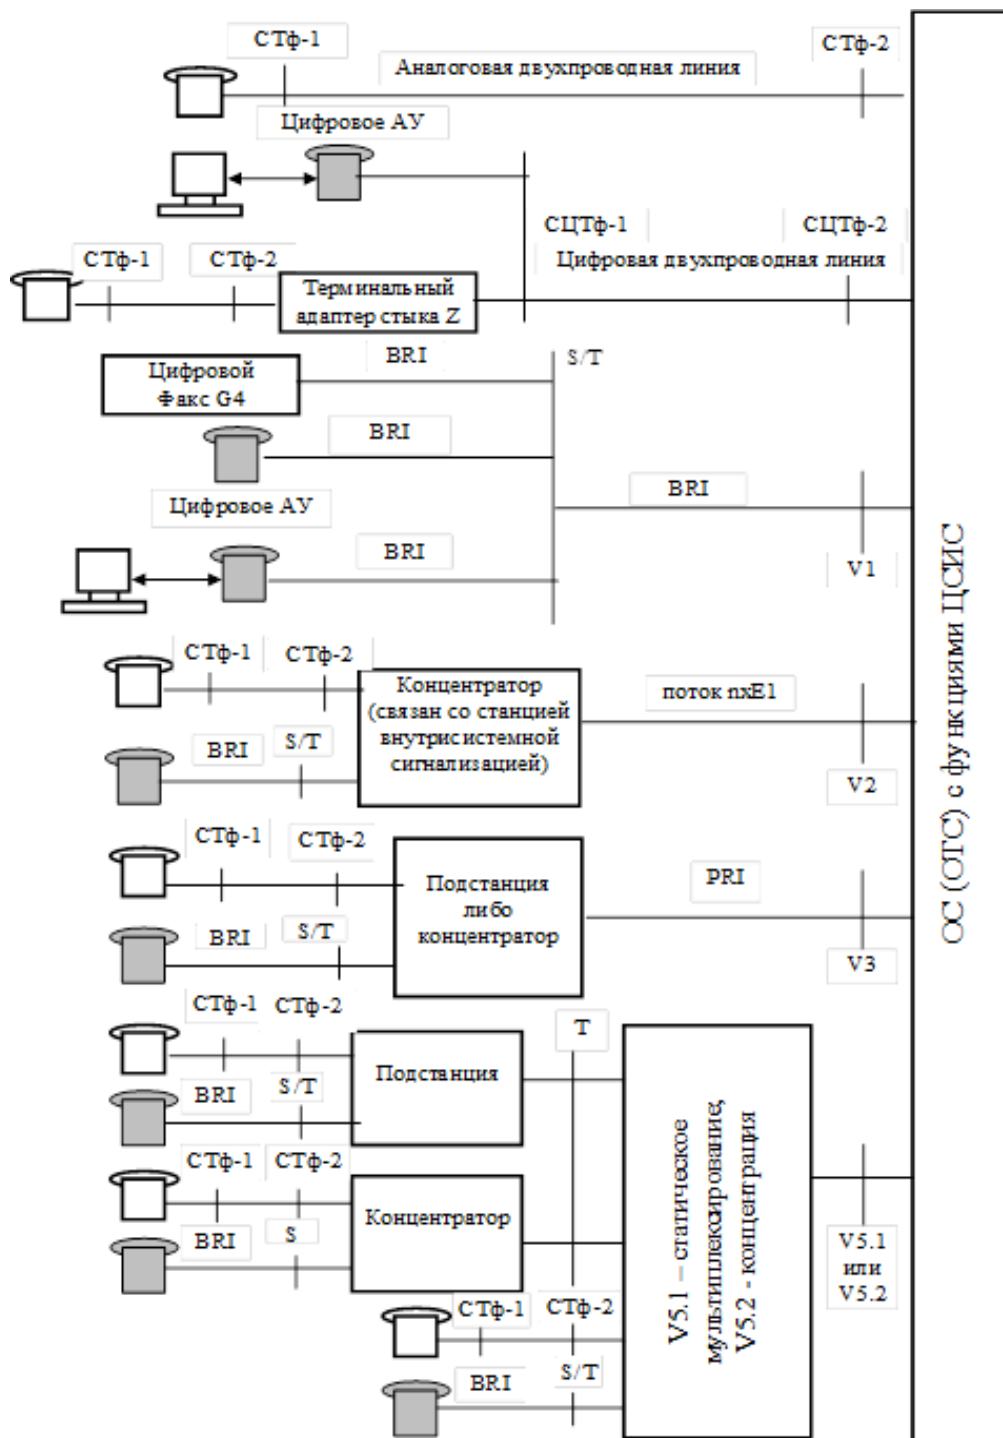 СТф-1
СТф-2
Аналоговая двухпроводная линия
Цифровое АУ
СЦТф-1
СЦТф-2
СТф-1
СТф-2
Цифровая двухпроводная линия
Терминальный
адаптер стыка Z
BRI
S/T
Цифровой
Факс G4
BRI
BRI
Цифровое АУ
BRI
V1
СТф-1
СТф-2
Концентратор
(связан со станцией
внутрисистемной
сигнализацией)
поток nxE1
BRI
S/T
V2
СТф-1
СТф-2
Подстанция
либо
концентратор
PRI
BRI
S/T
V3
СТф-1
СТф-2
T
Подстанция
BRI
S/T
СТф-1
СТф-2
Концентратор
BRI
S
V5.1 – статическое
мультиплексирование;
V5.2 - концентрация
V5.1
или
V5.2
СТф-1
СТф-2
BRI
S/T
ОС (ОТС) с функциями ЦСИС